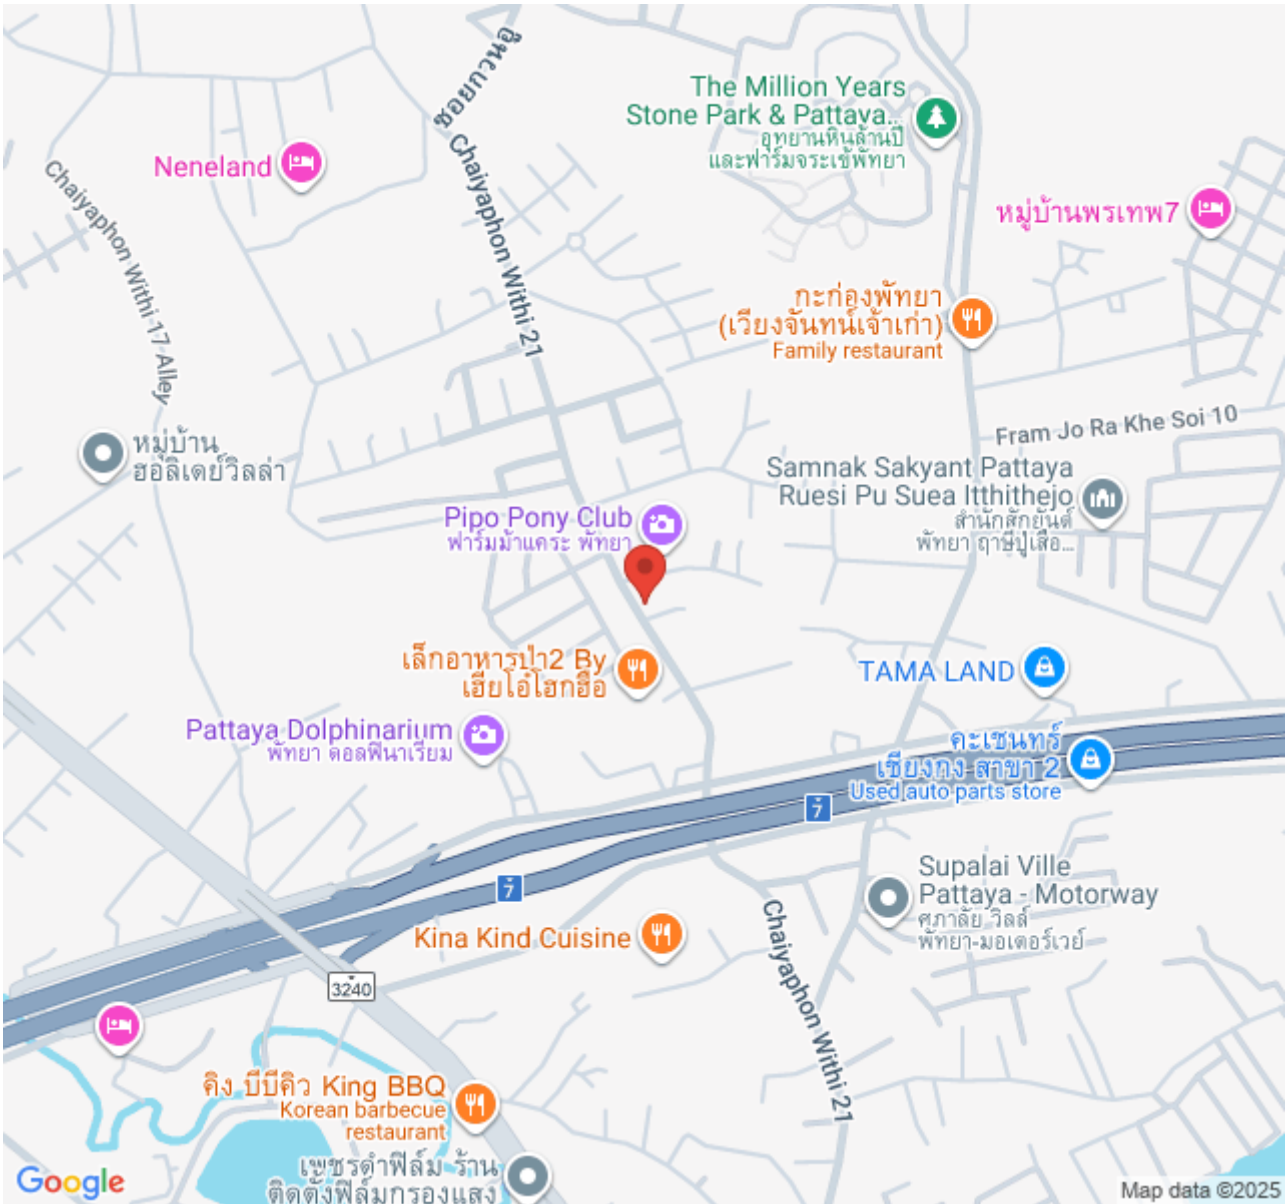 ซอยกวนอู
Chaiyaphon Withi 21
The Million Years
Stone Park & Pattaya..
อุทยานหินล้านปี
และฟาร์มจระเข้พัทยา
Neneland
Chaiyaphon Withi 17 Alley
หมู่บ้านพรเทพ7
กะก่องพัทยา
(เวียงจันทน์เจ้าเก่า)
Family restaurant
Fram Jo Ra Khe Soi 10
หมู่บ้าน
ฮอลิเดย์วิลล่า
Samnak Sakyant Pattaya
Ruesi Pu Suea Itthithejo
สำนักสักยันต์
พัทยา ฤาษีปู่เสือ...
Pipo Pony Club
ฟาร์มม้าแคระ พัทยา
เล็กอาหารป่า2 By
เฮียโอ๋โฮกฮือ
TAMA LAND
Pattaya Dolphinarium
พัทยา ดอลฟินาเรียม
คะเชนทร์
เชียงกง สาขา 2
Used auto parts store
7
7
Supalai Ville
Pattaya - Motorway
ศุภาลัย วิลล์
พัทยา-มอเตอร์เวย์
Kina Kind Cuisine
Chaiyaphon Withi 21
3240
คิง บีบีคิว King BBQ
Korean barbecue
restaurant
เพชรดำฟิล์ม ร้าน
ติดตั้งฟิล์มกรองแสง
Google
Map data ©2025